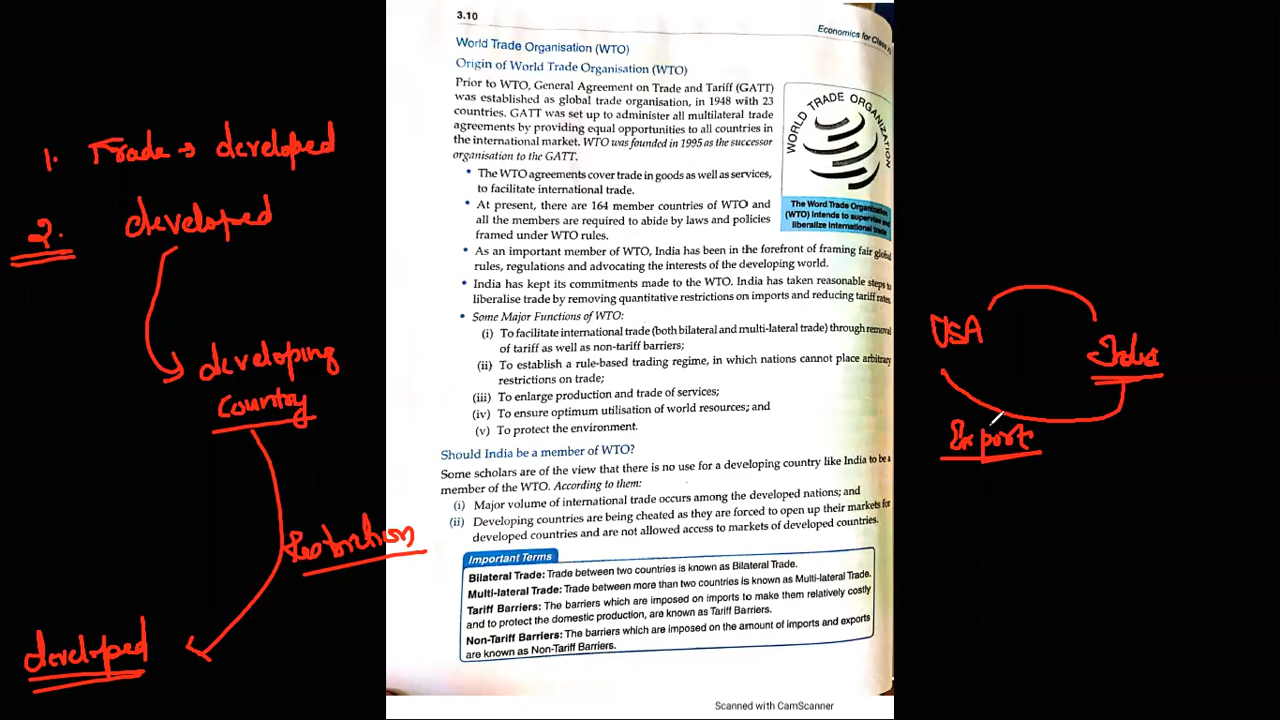 3.10
Economics for Class
World Trade Organisation (WTO)
Origin of World Trade Organisation (WTO)
Prior to WTO, General Agreement on Trade and Tariff (GATT)
was established as global trade organisation, in 1948 with 23
countries. GATT was set up to administer all multilateral trade
agreements by providing equal opportunities to all countries in
the international market. WTO was founded in 1995 as the successor
organisation to the GATT.
WORLD TRADE ORGANIZATION
The Word Trade Organization
(WTO) intends to supervise and
liberalize international trade
• The WTO agreements cover trade in goods as well as services,
to facilitate international trade.
• At present, there are 164 member countries of WTO and
all the members are required to abide by laws and policies
framed under WTO rules.
• As an important member of WTO, India has been in the forefront of framing fair global
rules, regulations and advocating the interests of the developing world.
• India has kept its commitments made to the WTO. India has taken reasonable steps to
liberalise trade by removing quantitative restrictions on imports and reducing tariff rates.
• Some Major Functions of WTO:
(i) To facilitate international trade (both bilateral and multi-lateral trade) through removal
of tariff as well as non-tariff barriers;
(ii) To establish a rule-based trading regime, in which nations cannot place arbitrary
restrictions on trade;
(iii) To enlarge production and trade of services;
(iv) To ensure optimum utilisation of world resources; and
(v) To protect the environment.
Should India be a member of WTO?
Some scholars are of the view that there is no use for a developing country like India to be a
member of the WTO. According to them:
(i) Major volume of international trade occurs among the developed nations; and
(ii) Developing countries are being cheated as they are forced to open up their markets for
developed countries and are not allowed access to markets of developed countries.
Important Terms
Bilateral Trade: Trade between two countries is known as Bilateral Trade.
Multi-lateral Trade: Trade between more than two countries is known as Multi-lateral Trade.
Tariff Barriers: The barriers which are imposed on imports to make them relatively costly
and to protect the domestic production, are known as Tariff Barriers.
Non-Tariff Barriers: The barriers which are imposed on the amount of imports and exports
are known as Non-Tariff Barriers.
Scanned with CamScanner
1. Trade → developed
2. developed
developing
country
restriction
developed
USA
India
Export